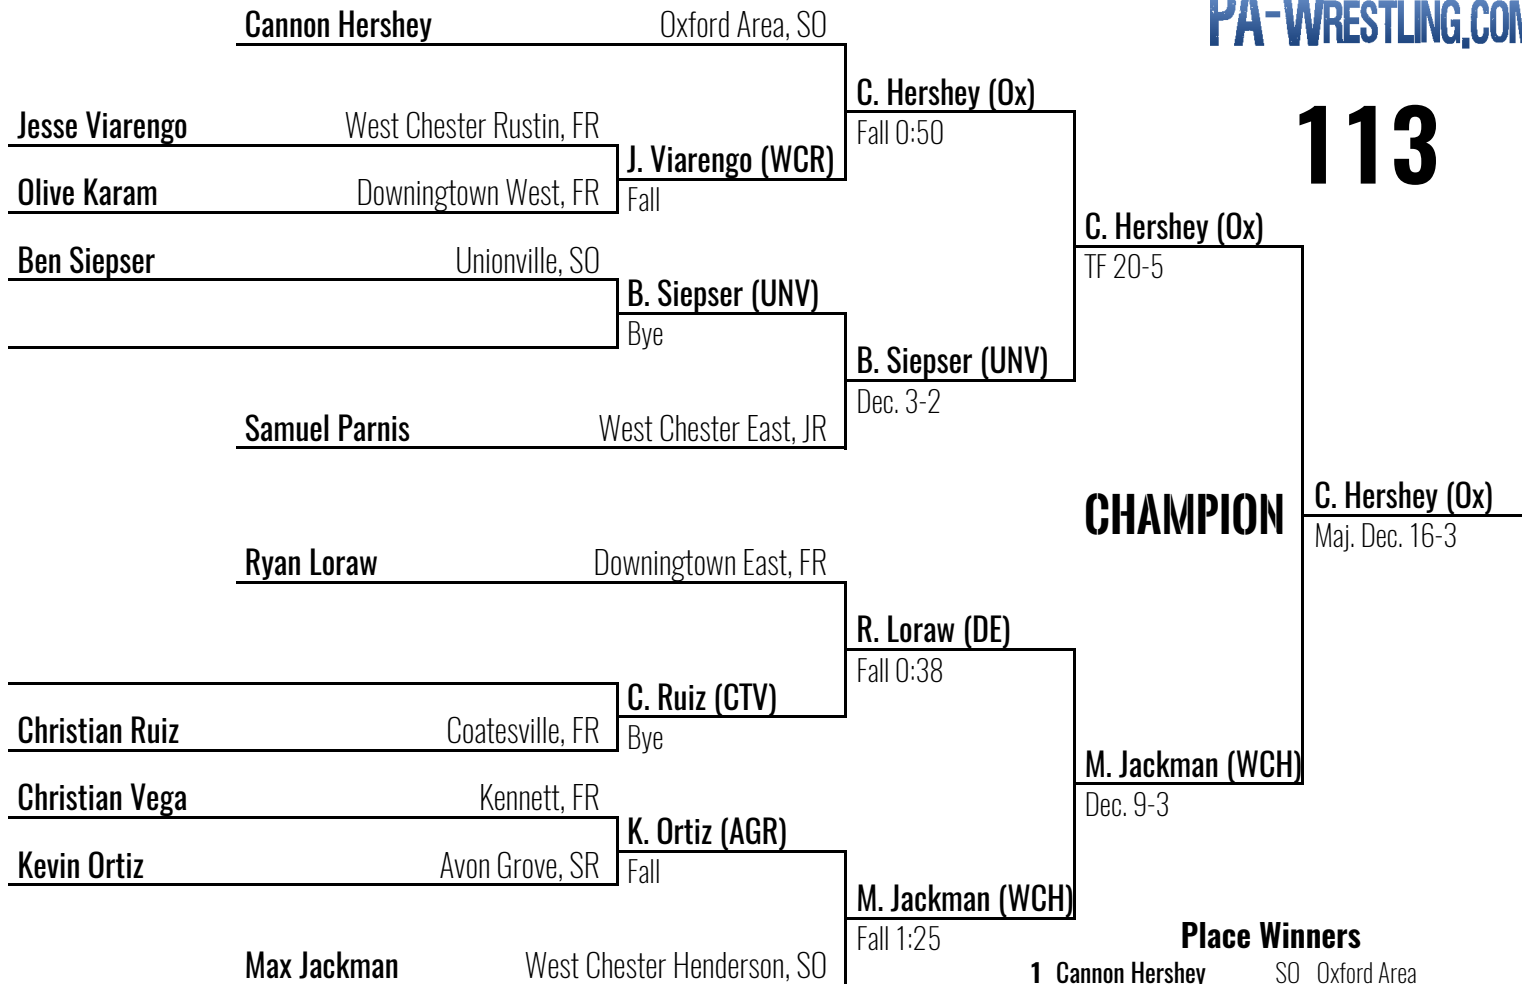 Cannon Hershey Oxford Area, SO
PA-WRESTLING.COM
C. Hershey (Ox)
Fall 0:50
113
Jesse Viarengo West Chester Rustin, FR
J. Viarengo (WCR)
Fall
Olive Karam Downingtown West, FR
C. Hershey (Ox)
TF 20-5
Ben Siepser Unionville, SO
B. Siepser (UNV)
Bye
B. Siepser (UNV)
Dec. 3-2
Samuel Parnis West Chester East, JR
CHAMPION
C. Hershey (Ox)
Maj. Dec. 16-3
Ryan Loraw Downingtown East, FR
R. Loraw (DE)
Fall 0:38
C. Ruiz (CTV)
Bye
Christian Ruiz Coatesville, FR
M. Jackman (WCH)
Dec. 9-3
Christian Vega Kennett, FR
K. Ortiz (AGR)
Fall
Kevin Ortiz Avon Grove, SR
M. Jackman (WCH)
Fall 1:25
Max Jackman West Chester Henderson, SO
Place Winners
1 Cannon Hershey SO Oxford Area